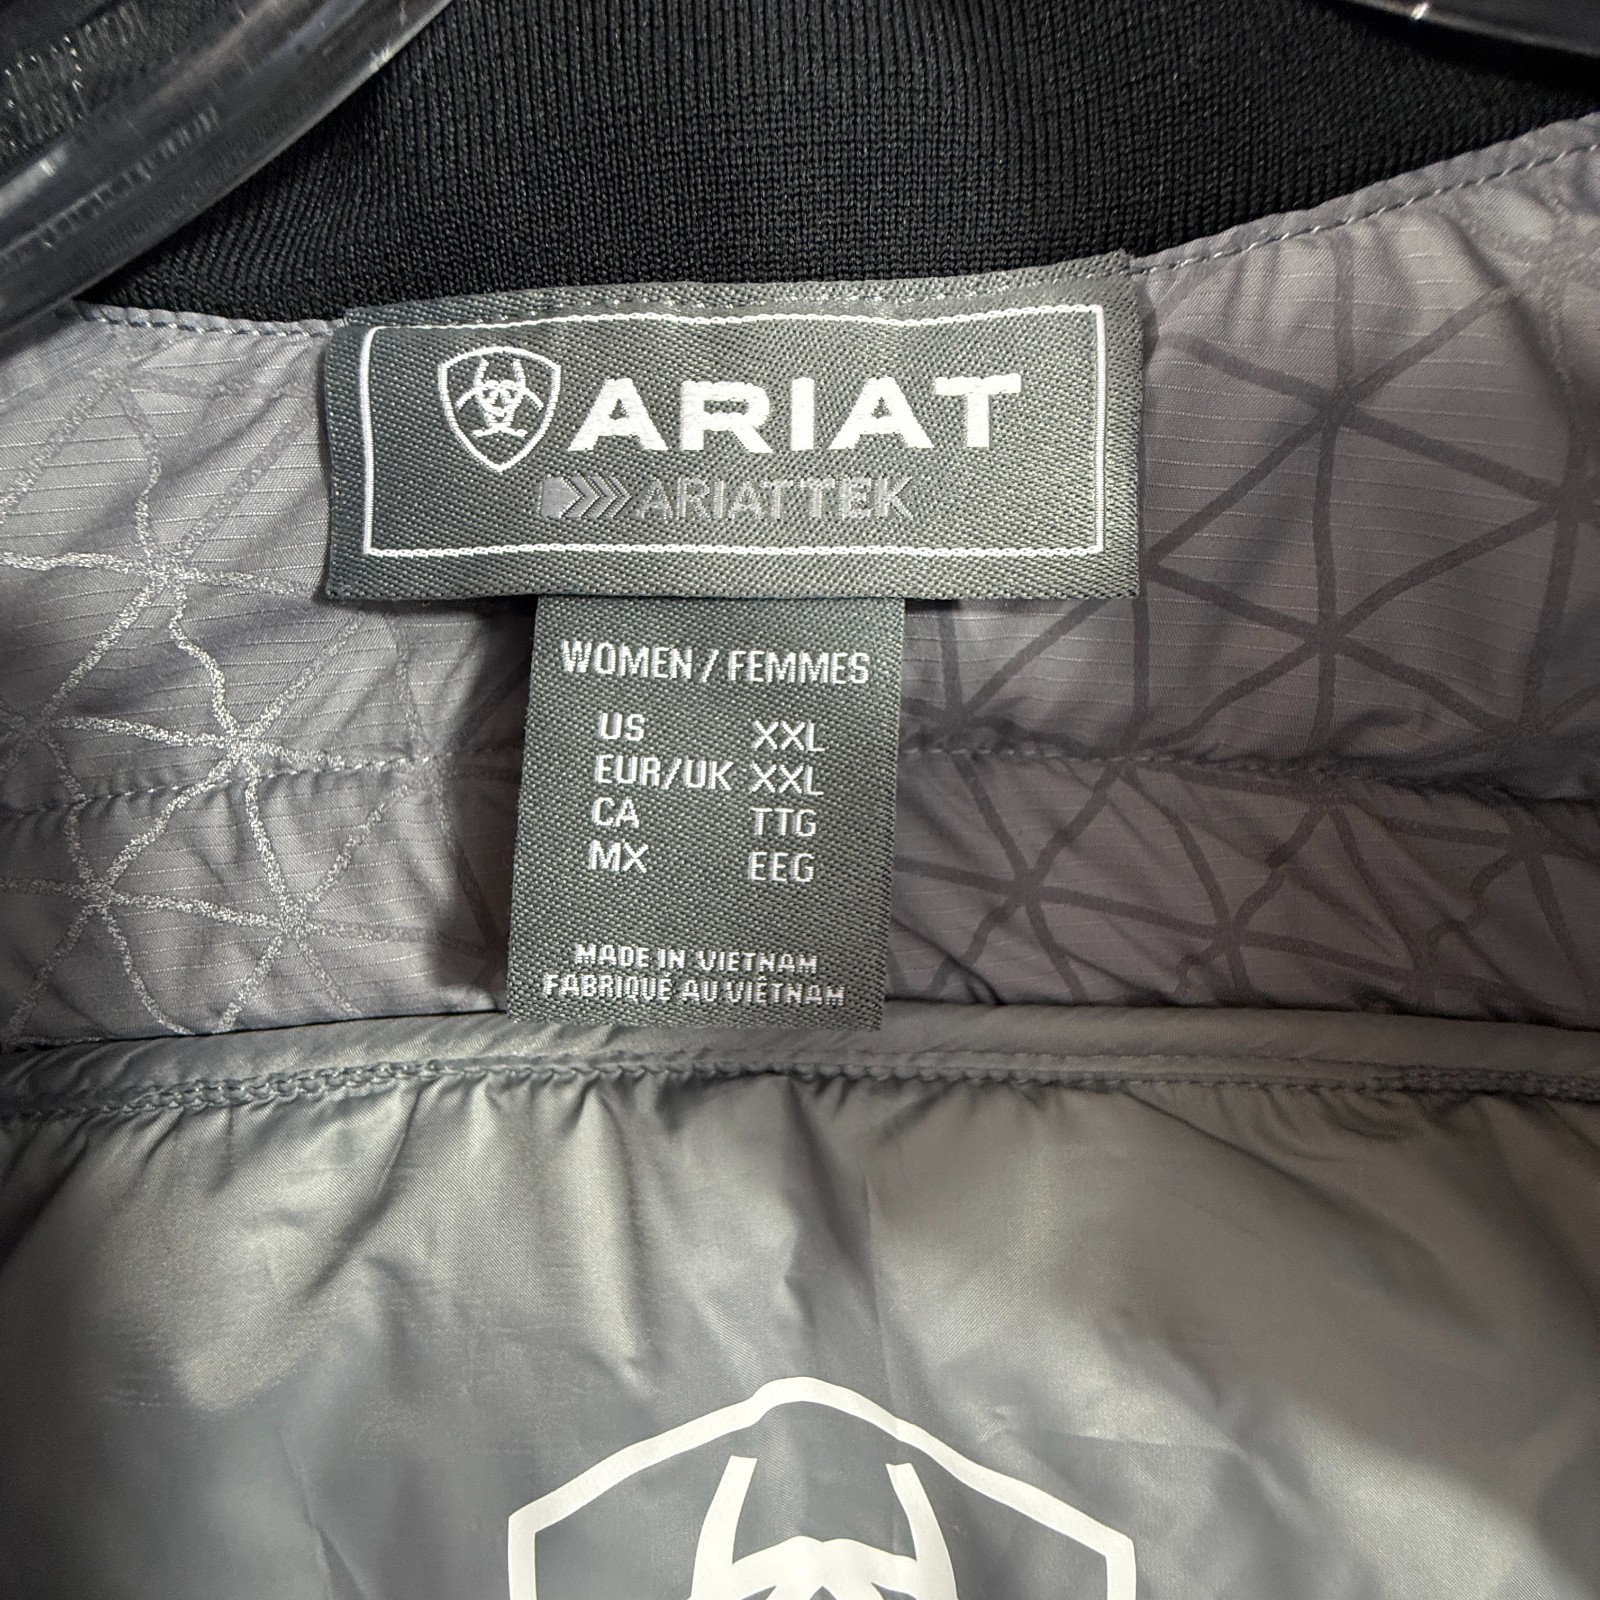 ARIAT
ARIATTEK
WOMEN / FEMMES
US XXL
EUR/UK XXL
CA TTG
MX EEG
MADE IN VIETNAM
FABRIQUÉ AU VIÊTNAM